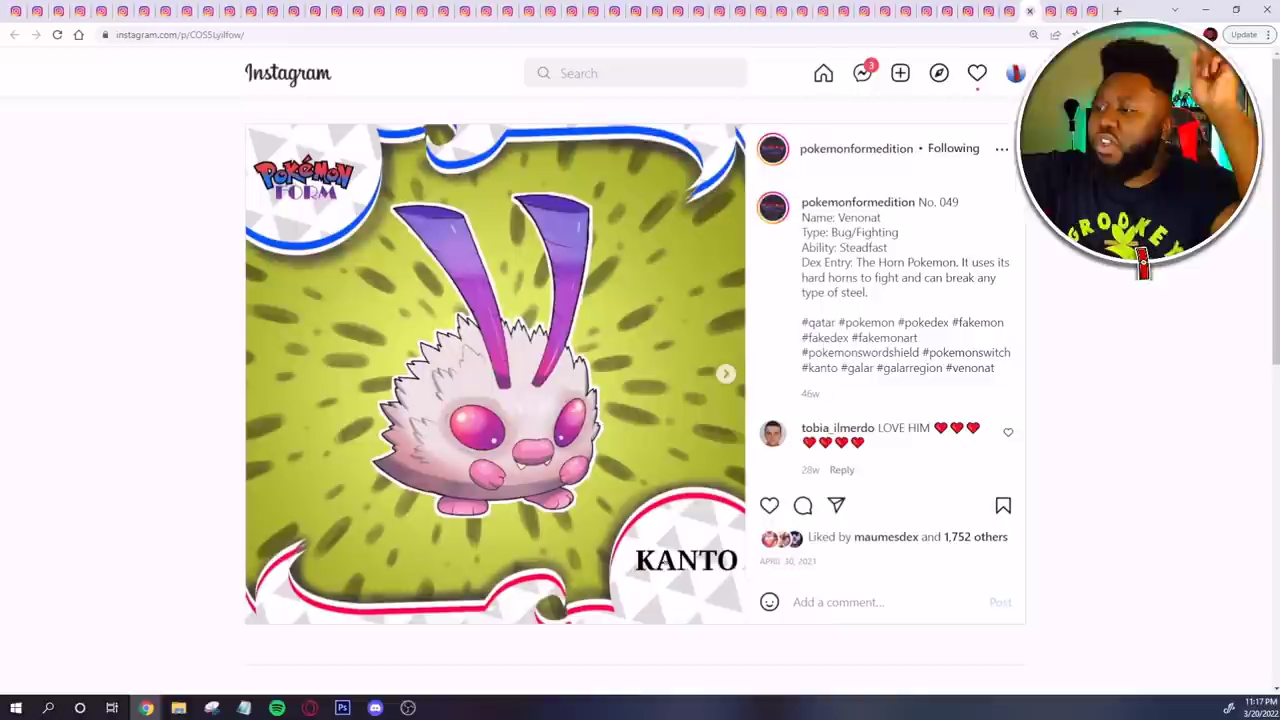 Update
instagram.com/p/COS5Lyilfow/
Instagram
Search
3
POKÉMON
FORM
KANTO
pokemonformedition • Following
pokemonformedition No. 049
Name: Venonat
Type: Bug/Fighting
Ability: Steadfast
Dex Entry: The Horn Pokemon. It uses its
hard horns to fight and can break any
type of steel.
#qatar #pokemon #pokedex #fakemon
#fakedex #fakemonart
#pokemonswordshield #pokemonswitch
#kanto #galar #galarregion #venonat
46w
tobia_ilmerdo LOVE HIM ❤❤❤
❤❤❤❤
28w Reply
Liked by maumesdex and 1,752 others
APRIL 30, 2021
Add a comment...
Post
GROOKEY
Ps
11:17 PM
3/20/2022